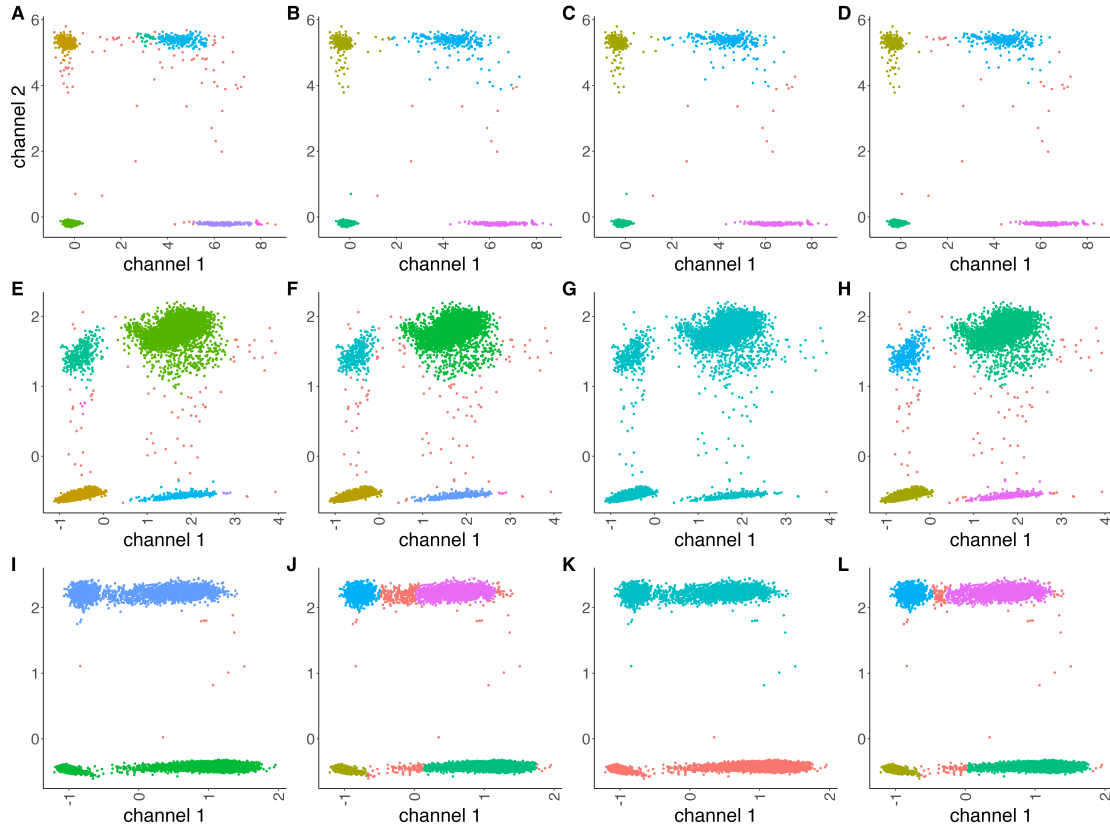 A B C D
6 6 6 6
4 4 4 4
2 2 2 2
0 0 0 0
channel 2
0 2 4 6 8 0 2 4 6 8 0 2 4 6 8 0 2 4 6 8
channel 1 channel 1 channel 1 channel 1
E F G H
2 2 2 2
1 1 1 1
0 0 0 0
-1 0 1 2 3 4 -1 0 1 2 3 4 -1 0 1 2 3 4 -1 0 1 2 3 4
channel 1 channel 1 channel 1 channel 1
I J K L
2 2 2 2
1 1 1 1
0 0 0 0
-1 0 1 2 -1 0 1 2 -1 0 1 2 -1 0 1 2
channel 1 channel 1 channel 1 channel 1